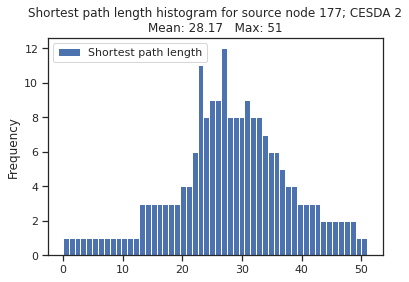 Shortest path length histogram for source node 177; CESDA 2
Mean: 28.17   Max: 51
Shortest path length
Frequency
12
10
8
6
4
2
0
0 10 20 30 40 50